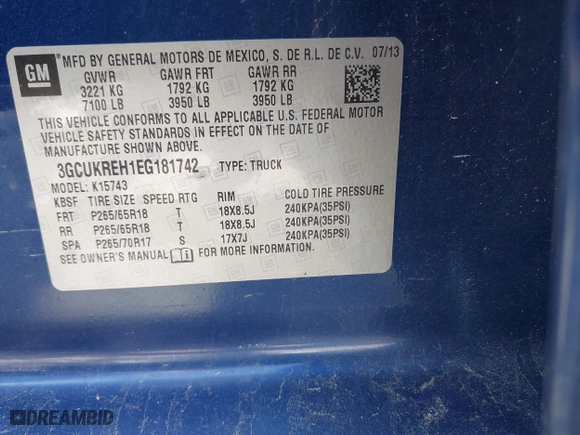 GM
MFD BY GENERAL MOTORS DE MEXICO, S. DE R.L. DE C.V. 07/13
GVWR GAWR FRT GAWR RR
3221 KG 1792 KG 1792 KG
7100 LB 3950 LB 3950 LB
THIS VEHICLE CONFORMS TO ALL APPLICABLE U.S. FEDERAL MOTOR
VEHICLE SAFETY STANDARDS IN EFFECT ON THE DATE OF
MANUFACTURE SHOWN ABOVE.
3GCUKREH1EG181742 TYPE: TRUCK
MODEL: K15743
KBSF TIRE SIZE SPEED RTG RIM COLD TIRE PRESSURE
FRT P265/65R18 T 18X8.5J 240KPA(35PSI)
RR P265/65R18 T 18X8.5J 240KPA(35PSI)
SPA P265/70R17 S 17X7J 240KPA(35PSI)
SEE OWNER'S MANUAL i FOR MORE INFORMATION.
DREAMBID